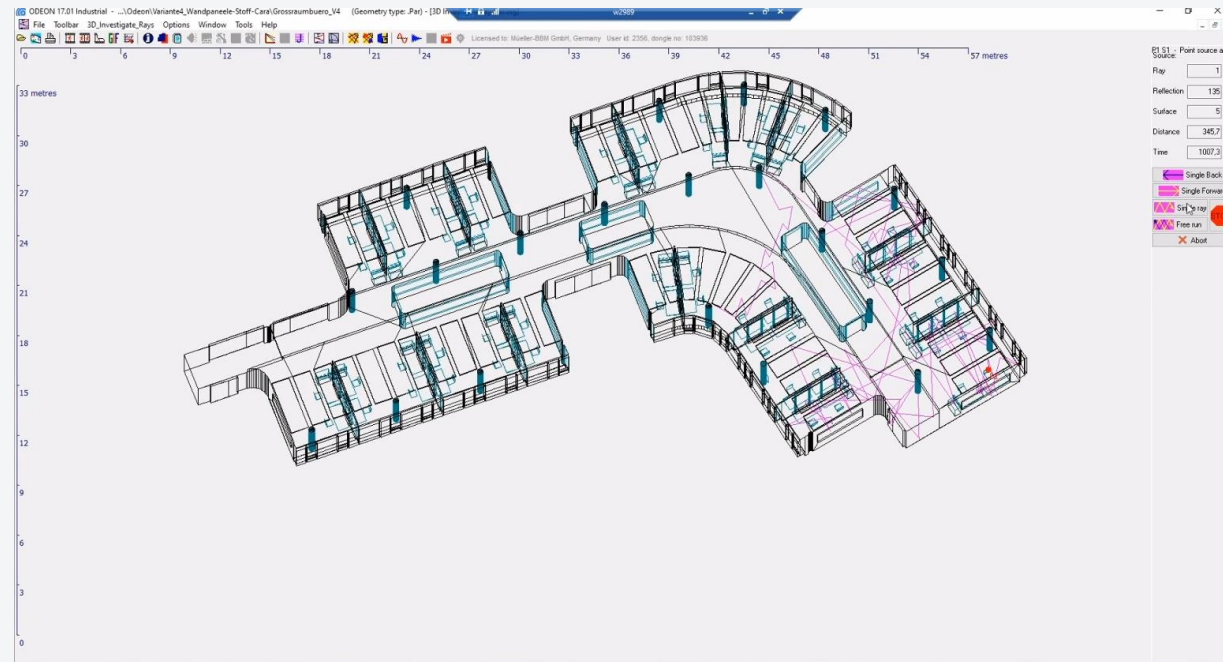 ODEON 17.01 Industrial - ...\Odeon\Variante4_Wandpaneele-Stoff-Cara\Grossraumbuero_V4 (Geometry type: .Par) - [3D
w2989
File Toolbar 3D_Investigate_Rays Options Window Tools Help
Licensed to: Müeller-BBM GmbH, Germany User id: 2356, dongle no: 103936
0 3 6 9 12 15 18 21 24 27 30 33 36 39 42 45 48 51 54 57 metres
33 metres
30
27
24
21
18
15
12
9
6
3
0
P1 S1 - Point source a
Source:
Ray 1
Reflection 135
Surface 5
Distance 345,7
Time 1007,3
Single Back
Single Forward
Single ray
Free run
Abort